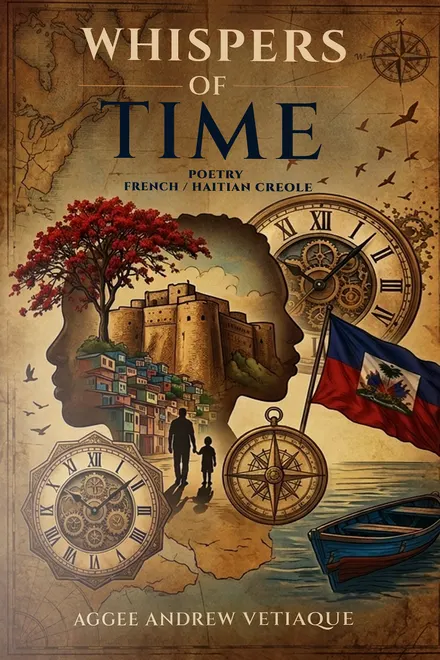 WHISPERS
OF
TIME
POETRY
FRENCH / HAITIAN CREOLE
AGGEE ANDREW VETIAQUE